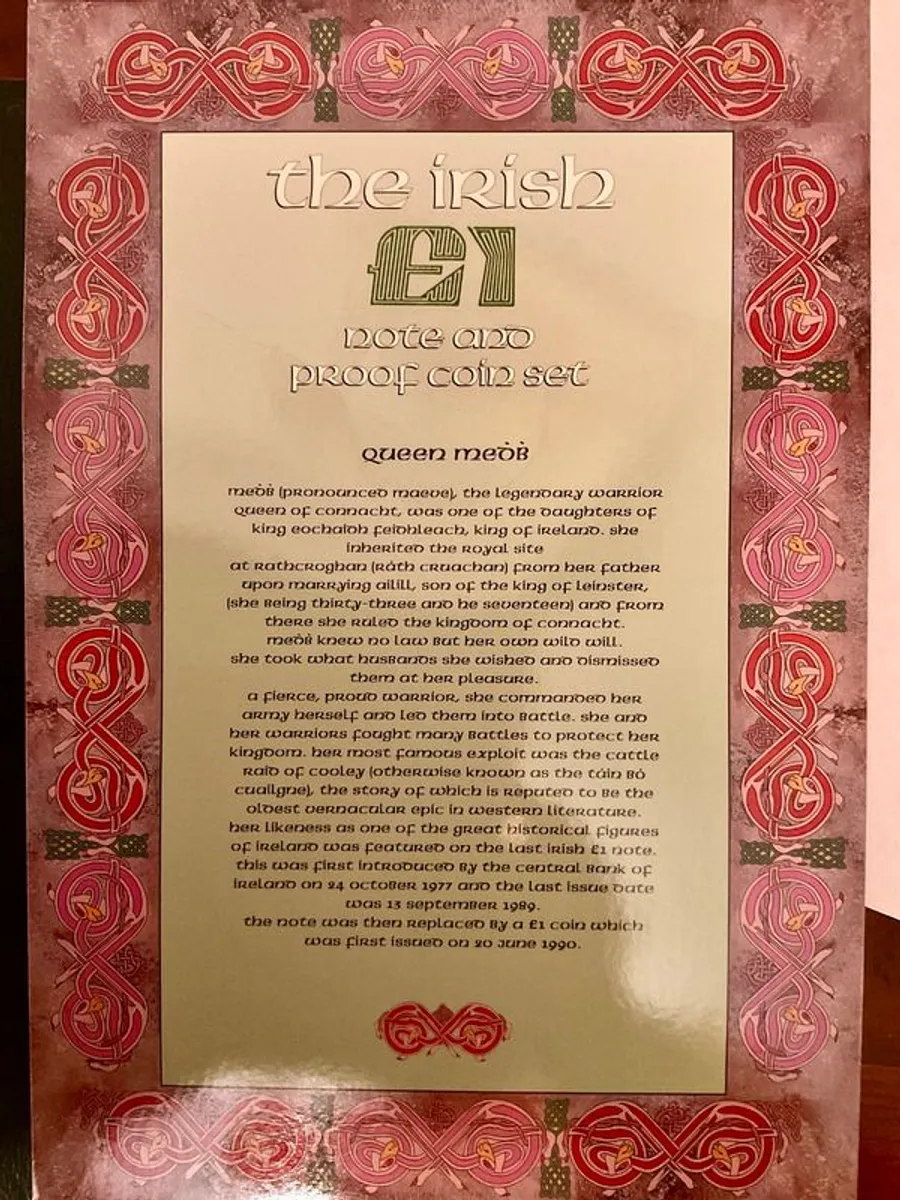 the irish
£1
note and
proof coin set
queen meḋḃ
meḋḃ (pronounced maeve), the legendary warrior
queen of connacht, was one of the daughters of
king eochaidh feidhleach, king of ireland. she
inherited the royal site
at rathcroghan (ráth cruachan) from her father
upon marrying ailill, son of the king of leinster,
(she being thirty-three and he seventeen) and from
there she ruled the kingdom of connacht.
meḋḃ knew no law but her own wild will.
she took what husbands she wished and dismissed
them at her pleasure.
a fierce, proud warrior, she commanded her
army herself and led them into battle. she and
her warriors fought many battles to protect her
kingdom. her most famous exploit was the cattle
raid of cooley (otherwise known as the táin bó
cuailgne), the story of which is reputed to be the
oldest vernacular epic in western literature.
her likeness as one of the great historical figures
of ireland was featured on the last irish £1 note.
this was first introduced by the central bank of
ireland on 24 october 1977 and the last issue date
was 13 september 1989.
the note was then replaced by a £1 coin which
was first issued on 20 june 1990.